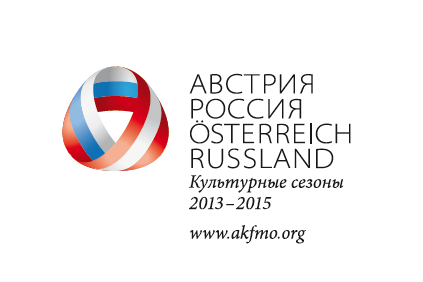 АВСТРИЯ
РОССИЯ
ÖSTERREICH
RUSSLAND
Культурные сезоны
2013–2015
www.akfmo.org